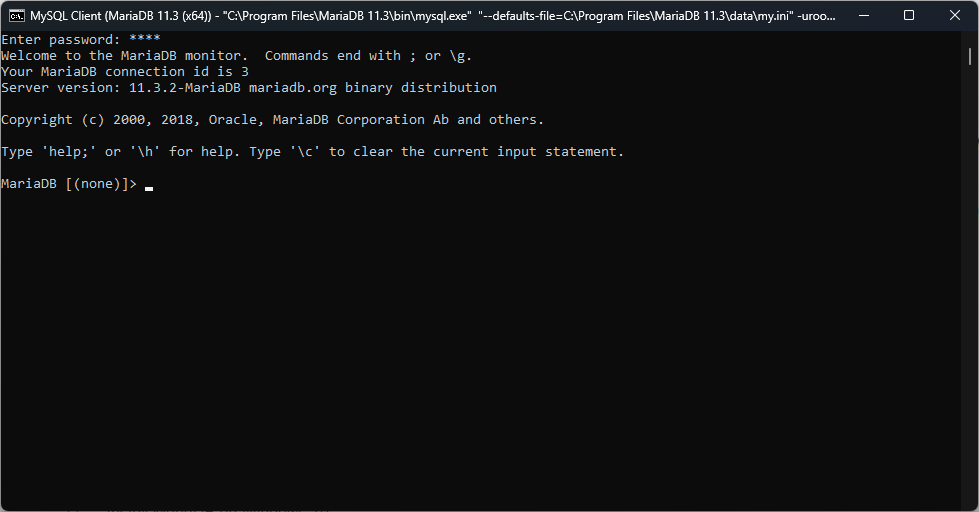 MySQL Client (MariaDB 11.3 (x64)) - "C:\Program Files\MariaDB 11.3\bin\mysql.exe" "--defaults-file=C:\Program Files\MariaDB 11.3\data\my.ini" -uroo...
Enter password: ****
Welcome to the MariaDB monitor.  Commands end with ; or \g.
Your MariaDB connection id is 3
Server version: 11.3.2-MariaDB mariadb.org binary distribution
Copyright (c) 2000, 2018, Oracle, MariaDB Corporation Ab and others.
Type 'help;' or '\h' for help. Type '\c' to clear the current input statement.
MariaDB [(none)]> _